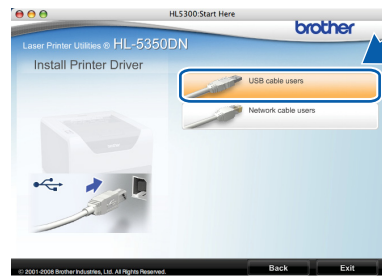 HL5300:Start Here
brother
Laser Printer Utilities ® HL-5350DN
Install Printer Driver
USB cable users
Network cable users
© 2001-2008 Brother Industries, Ltd. All Rights Reserved.
Back
Exit